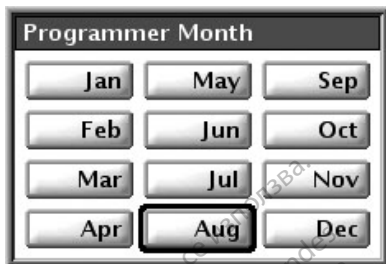 Programmer Month
Jan May Sep
Feb Jun Oct
Mar Jul Nov
Apr Aug Dec